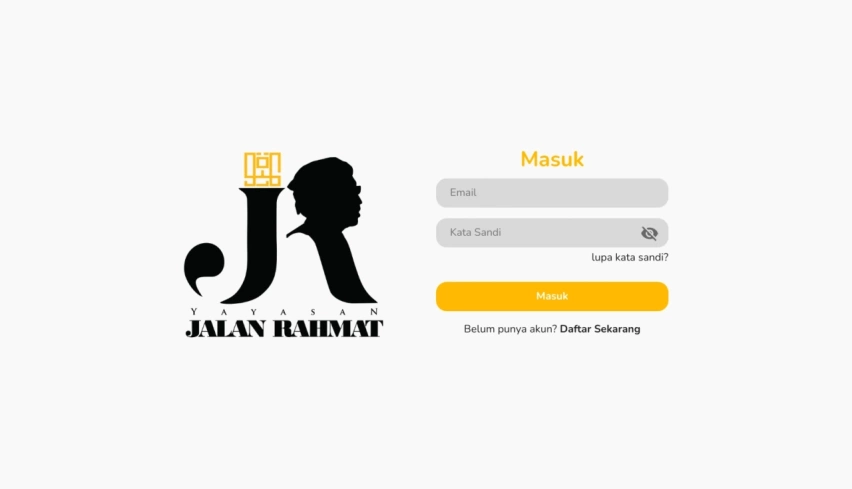 YAYASAN
JALAN RAHMAT
Masuk
Email
Kata Sandi
lupa kata sandi?
Masuk
Belum punya akun? Daftar Sekarang